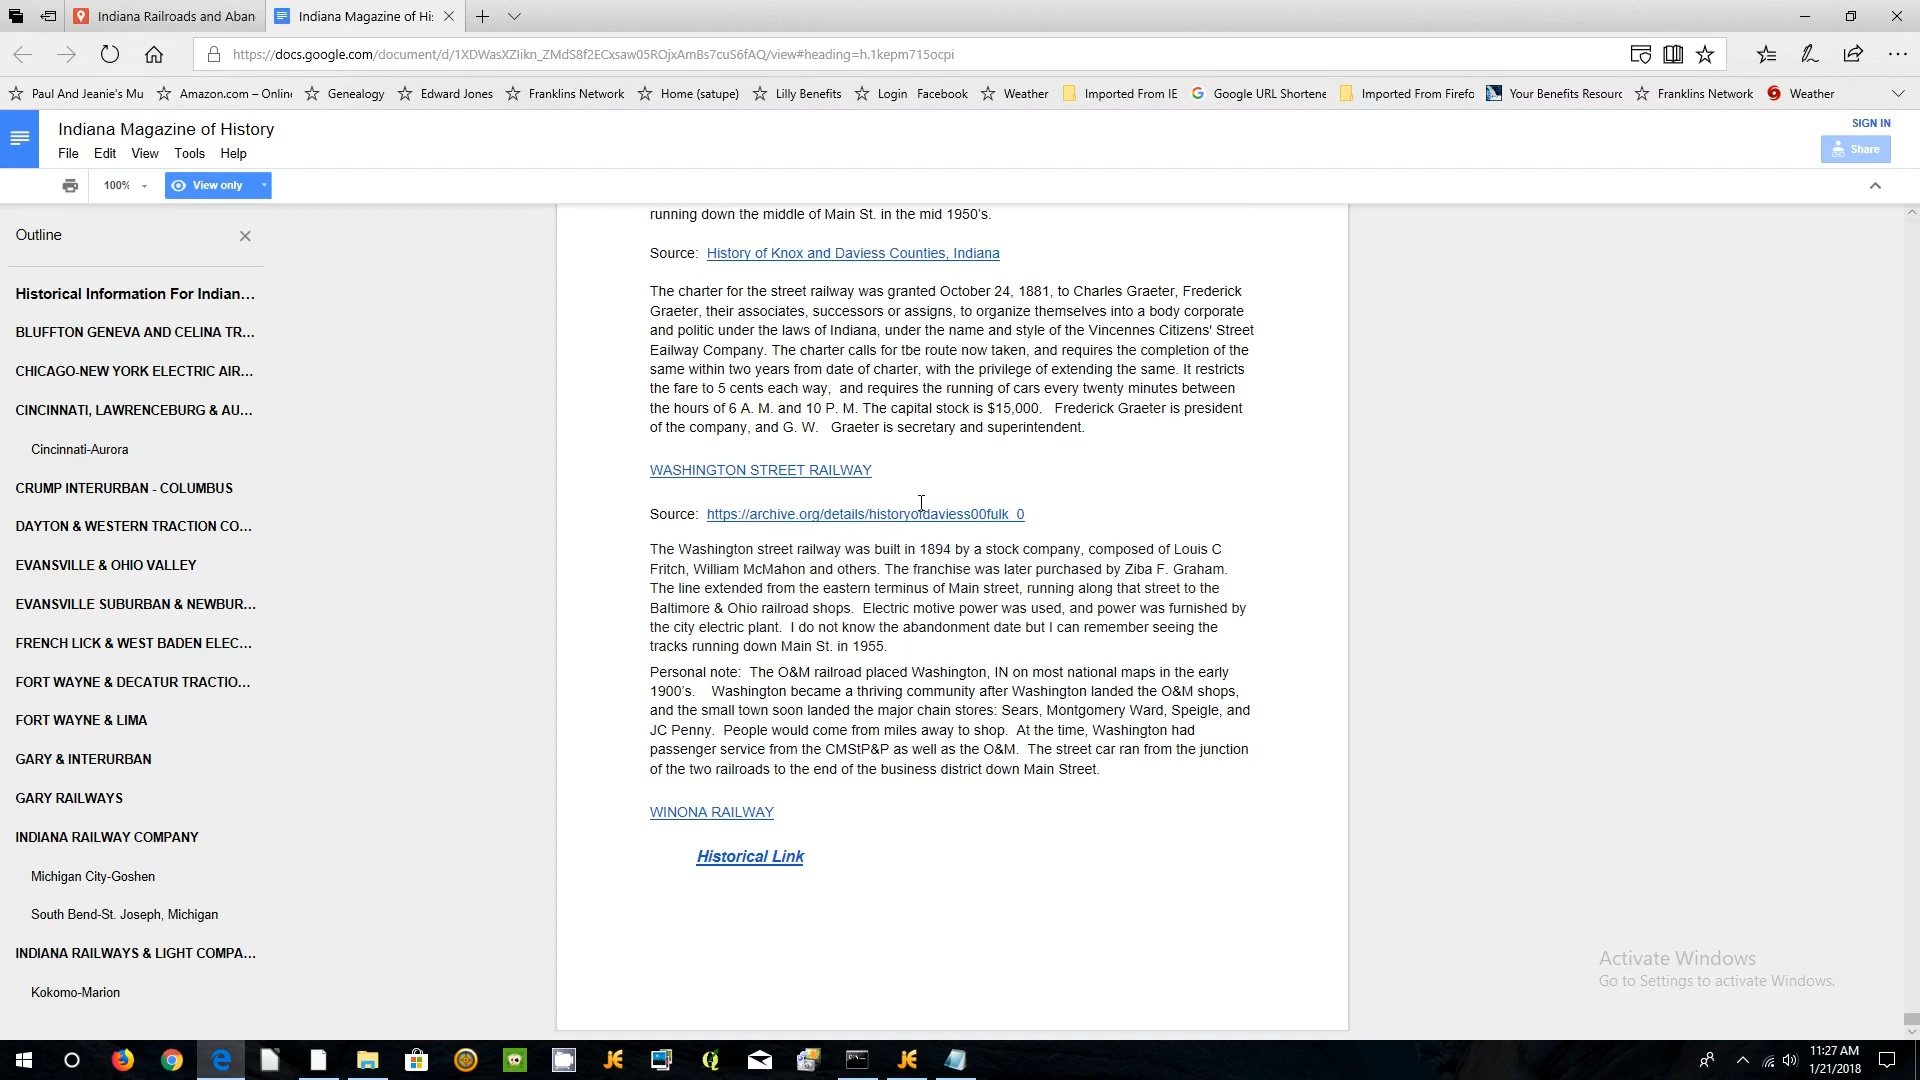 Indiana Railroads and Aban
Indiana Magazine of His
https://docs.google.com/document/d/1XDWasXZIikn_ZMdS8f2ECxsaw05ROjxAmBs7cuS6fAQ/view#heading=h.1kepm715ocpi
Paul And Jeanie's Mu
Amazon.com – Onlin
Genealogy
Edward Jones
Franklins Network
Home (satupe)
Lilly Benefits
Login
Facebook
Weather
Imported From IE
Google URL Shortene
Imported From Firefo
Your Benefits Resourc
Franklins Network
Weather
Indiana Magazine of History
SIGN IN
File Edit View Tools Help
Share
100%
View only
Outline
Historical Information For Indian...
BLUFFTON GENEVA AND CELINA TR...
CHICAGO-NEW YORK ELECTRIC AIR...
CINCINNATI, LAWRENCEBURG & AU...
Cincinnati-Aurora
CRUMP INTERURBAN - COLUMBUS
DAYTON & WESTERN TRACTION CO...
EVANSVILLE & OHIO VALLEY
EVANSVILLE SUBURBAN & NEWBUR...
FRENCH LICK & WEST BADEN ELEC...
FORT WAYNE & DECATUR TRACTIO...
FORT WAYNE & LIMA
GARY & INTERURBAN
GARY RAILWAYS
INDIANA RAILWAY COMPANY
Michigan City-Goshen
South Bend-St. Joseph, Michigan
INDIANA RAILWAYS & LIGHT COMPA...
Kokomo-Marion
running down the middle of Main St. in the mid 1950's.
Source: History of Knox and Daviess Counties, Indiana
The charter for the street railway was granted October 24, 1881, to Charles Graeter, Frederick
Graeter, their associates, successors or assigns, to organize themselves into a body corporate
and politic under the laws of Indiana, under the name and style of the Vincennes Citizens' Street
Eailway Company. The charter calls for tbe route now taken, and requires the completion of the
same within two years from date of charter, with the privilege of extending the same. It restricts
the fare to 5 cents each way, and requires the running of cars every twenty minutes between
the hours of 6 A. M. and 10 P. M. The capital stock is $15,000. Frederick Graeter is president
of the company, and G. W. Graeter is secretary and superintendent.
WASHINGTON STREET RAILWAY
Source: https://archive.org/details/historyofdaviess00fulk_0
The Washington street railway was built in 1894 by a stock company, composed of Louis C
Fritch, William McMahon and others. The franchise was later purchased by Ziba F. Graham.
The line extended from the eastern terminus of Main street, running along that street to the
Baltimore & Ohio railroad shops. Electric motive power was used, and power was furnished by
the city electric plant. I do not know the abandonment date but I can remember seeing the
tracks running down Main St. in 1955.
Personal note: The O&M railroad placed Washington, IN on most national maps in the early
1900's. Washington became a thriving community after Washington landed the O&M shops,
and the small town soon landed the major chain stores: Sears, Montgomery Ward, Speigle, and
JC Penny. People would come from miles away to shop. At the time, Washington had
passenger service from the CMStP&P as well as the O&M. The street car ran from the junction
of the two railroads to the end of the business district down Main Street.
WINONA RAILWAY
Historical Link
Activate Windows
Go to Settings to activate Windows.
11:27 AM
1/21/2018